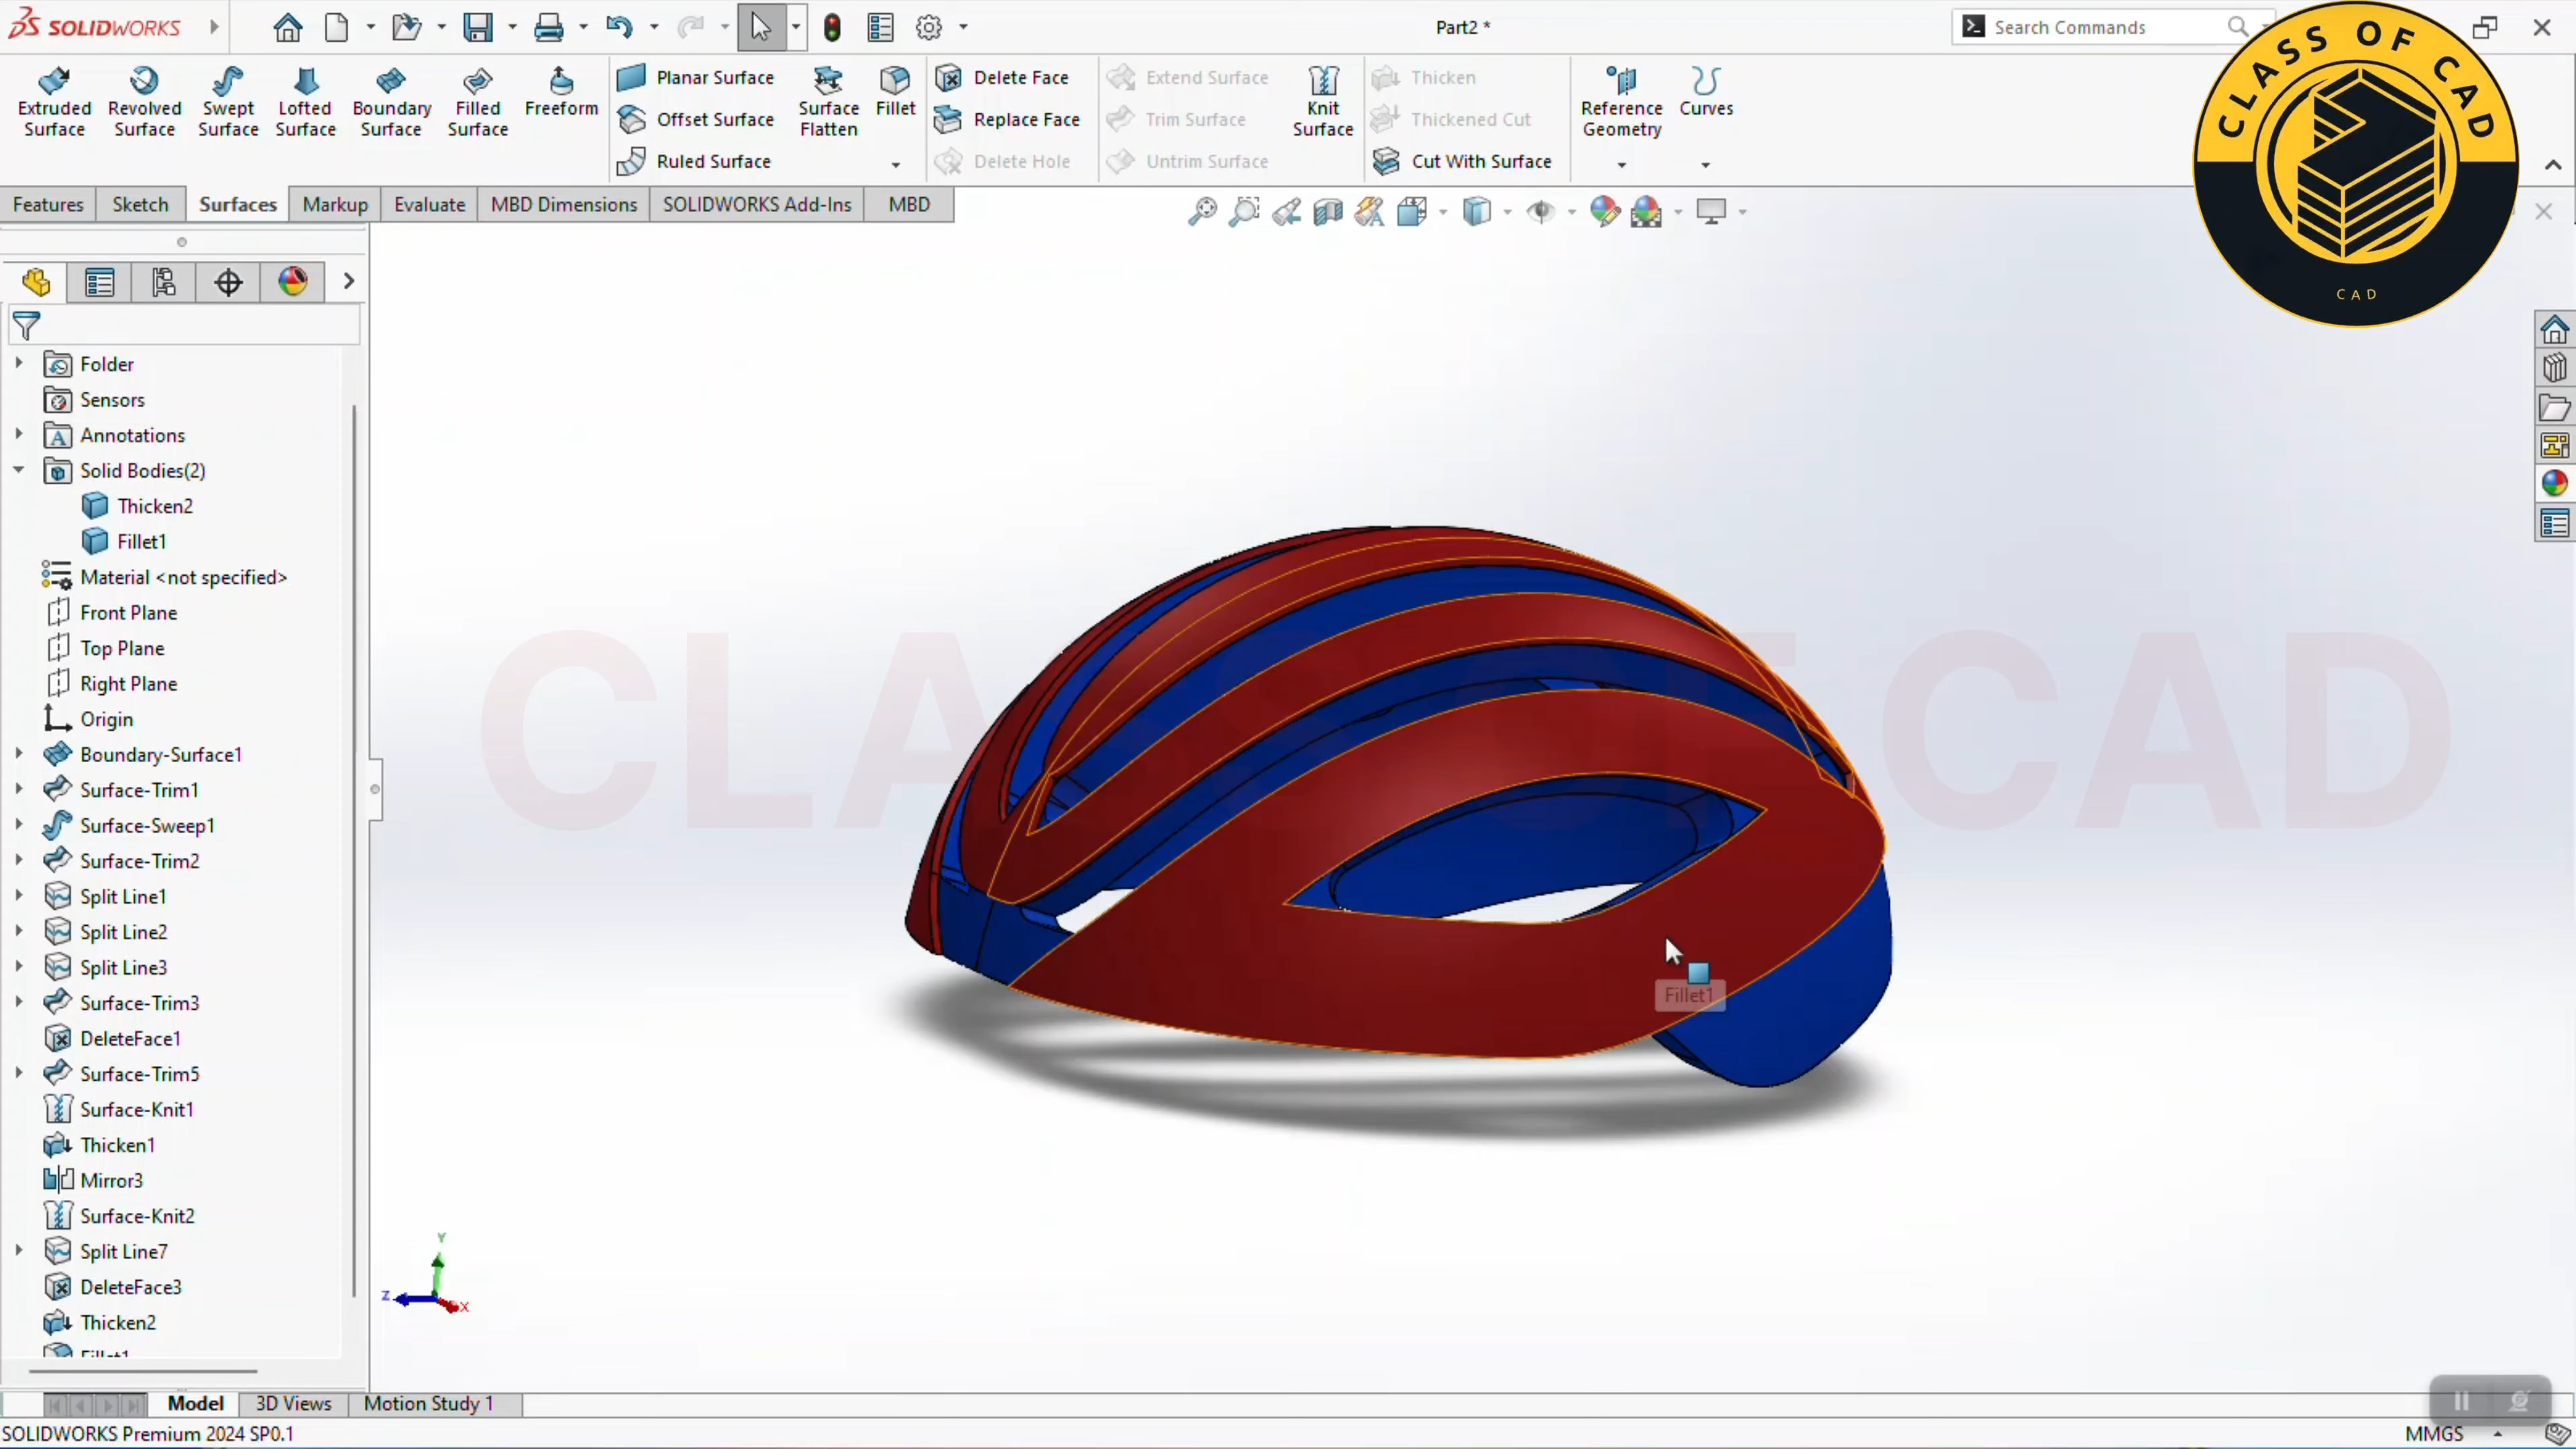 SOLIDWORKS
Part2 *
Search Commands
CLASS OF CAD
CAD
Extruded Surface
Revolved Surface
Swept Surface
Lofted Surface
Boundary Surface
Filled Surface
Freeform
Planar Surface
Offset Surface
Ruled Surface
Surface Flatten
Fillet
Delete Face
Replace Face
Delete Hole
Extend Surface
Trim Surface
Untrim Surface
Knit Surface
Thicken
Thickened Cut
Cut With Surface
Reference Geometry
Curves
Features
Sketch
Surfaces
Markup
Evaluate
MBD Dimensions
SOLIDWORKS Add-Ins
MBD
Folder
Sensors
Annotations
Solid Bodies(2)
Thicken2
Fillet1
Material <not specified>
Front Plane
Top Plane
Right Plane
Origin
Boundary-Surface1
Surface-Trim1
Surface-Sweep1
Surface-Trim2
Split Line1
Split Line2
Split Line3
Surface-Trim3
DeleteFace1
Surface-Trim5
Surface-Knit1
Thicken1
Mirror3
Surface-Knit2
Split Line7
DeleteFace3
Thicken2
Fillet1
CLASS OF CAD
Fillet1
Y
Z
X
Model
3D Views
Motion Study 1
SOLIDWORKS Premium 2024 SP0.1
MMGS